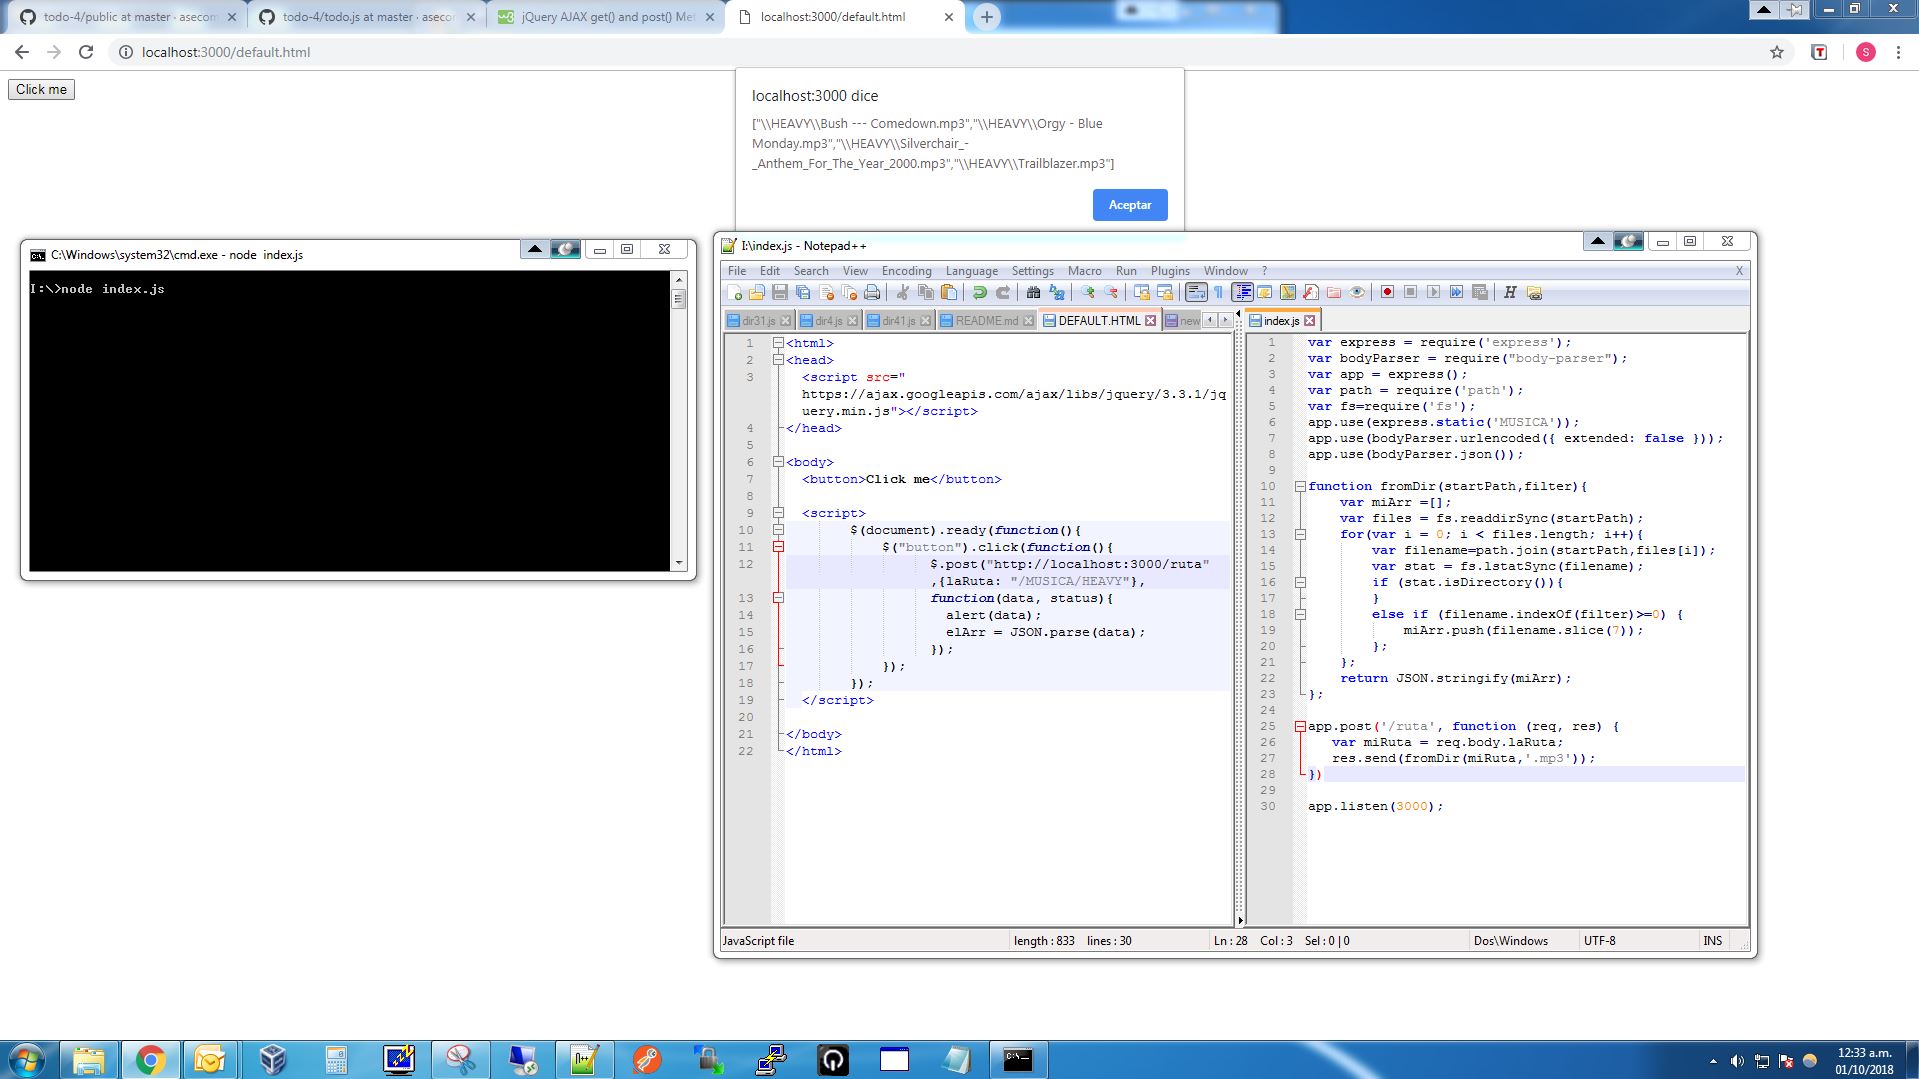 todo-4/public at master · asecom
todo-4/todo.js at master · asecom
jQuery AJAX get() and post() Met
localhost:3000/default.html
localhost:3000/default.html
S
Click me
localhost:3000 dice
["\\HEAVY\\Bush --- Comedown.mp3","\\HEAVY\\Orgy - Blue
Monday.mp3","\\HEAVY\\Silverchair_-
_Anthem_For_The_Year_2000.mp3","\\HEAVY\\Trailblazer.mp3"]
Aceptar
C:\Windows\system32\cmd.exe - node  index.js
I:\>node index.js
I:\index.js - Notepad++
File Edit Search View Encoding Language Settings Macro Run Plugins Window ? X
dir31.js dir4.js dir41.js README.md DEFAULT.HTML new
1 <html>
2 <head>
3 <script src="
https://ajax.googleapis.com/ajax/libs/jquery/3.3.1/jq
uery.min.js"></script>
4 </head>
5
6 <body>
7 <button>Click me</button>
8
9 <script>
10 $(document).ready(function(){
11 $("button").click(function(){
12 $.post("http://localhost:3000/ruta"
,{laRuta: "/MUSICA/HEAVY"},
13 function(data, status){
14 alert(data);
15 elArr = JSON.parse(data);
16 });
17 });
18 });
19 </script>
20
21 </body>
22 </html>
index.js
1 var express = require('express');
2 var bodyParser = require("body-parser");
3 var app = express();
4 var path = require('path');
5 var fs=require('fs');
6 app.use(express.static('MUSICA'));
7 app.use(bodyParser.urlencoded({ extended: false }));
8 app.use(bodyParser.json());
9
10 function fromDir(startPath,filter){
11 var miArr =[];
12 var files = fs.readdirSync(startPath);
13 for(var i = 0; i < files.length; i++){
14 var filename=path.join(startPath,files[i]);
15 var stat = fs.lstatSync(filename);
16 if (stat.isDirectory()){
17 }
18 else if (filename.indexOf(filter)>=0) {
19 miArr.push(filename.slice(7));
20 };
21 };
22 return JSON.stringify(miArr);
23 };
24
25 app.post('/ruta', function (req, res) {
26 var miRuta = req.body.laRuta;
27 res.send(fromDir(miRuta,'.mp3'));
28 })
29
30 app.listen(3000);
JavaScript file length : 833 lines : 30 Ln : 28 Col : 3 Sel : 0 | 0 Dos\Windows UTF-8 INS
12:33 a.m.
01/10/2018